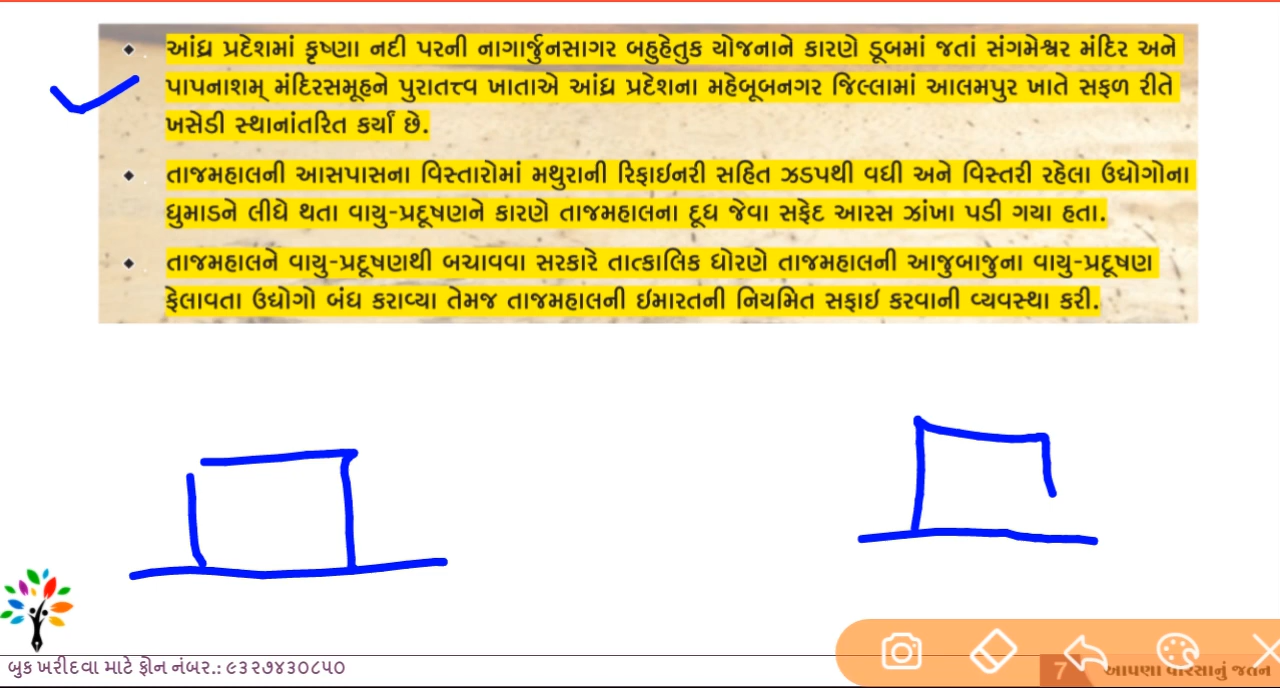 આંધ્ર પ્રદેશમાં કૃષ્ણા નદી પરની નાગાર્જુનસાગર બહુહેતુક યોજનાને કારણે ડૂબમાં જતાં સંગમેશ્વર મંદિર અને
પાપનાશમ્ મંદિરસમૂહને પુરાતત્ત્વ ખાતાએ આંધ્ર પ્રદેશના મહેબૂબનગર જિલ્લામાં આલમપુર ખાતે સફળ રીતે
ખસેડી સ્થાનાંતરિત કર્યાં છે.
તાજમહાલની આસપાસના વિસ્તારોમાં મથુરાની રિફાઇનરી સહિત ઝડપથી વધી અને વિસ્તરી રહેલા ઉદ્યોગોના
ધુમાડને લીધે થતા વાયુ-પ્રદૂષણને કારણે તાજમહાલના દૂધ જેવા સફેદ આરસ ઝાંખા પડી ગયા હતા.
તાજમહાલને વાયુ-પ્રદૂષણથી બચાવવા સરકારે તાત્કાલિક ધોરણે તાજમહાલની આજુબાજુના વાયુ-પ્રદૂષણ
ફેલાવતા ઉદ્યોગો બંધ કરાવ્યા તેમજ તાજમહાલની ઇમારતની નિયમિત સફાઇ કરવાની વ્યવસ્થા કરી.
બુક ખરીદવા માટે ફોન નંબર.: ૯૩૨૭૪૩૦૮૫૦
7 આપણા વારસાનું જતન